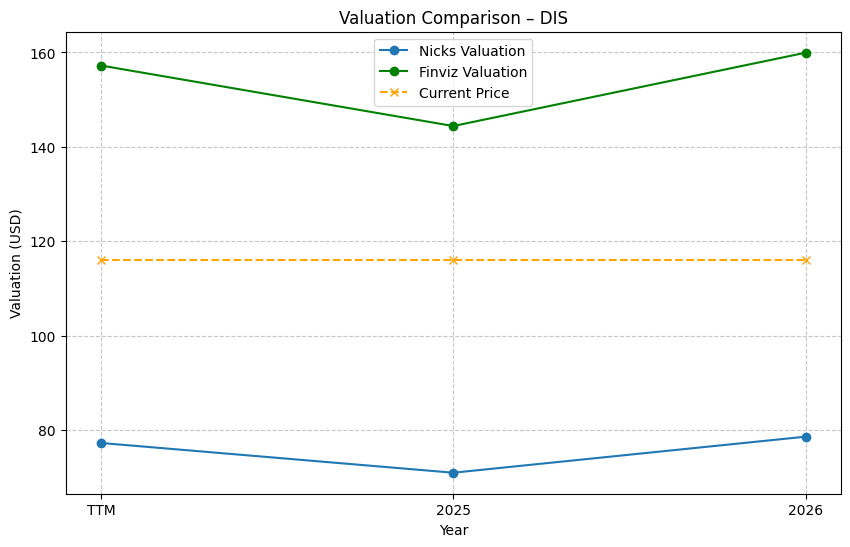 Valuation Comparison – DIS
Nicks Valuation
Finviz Valuation
Current Price
Valuation (USD)
160
140
120
100
80
TTM
2025
2026
Year